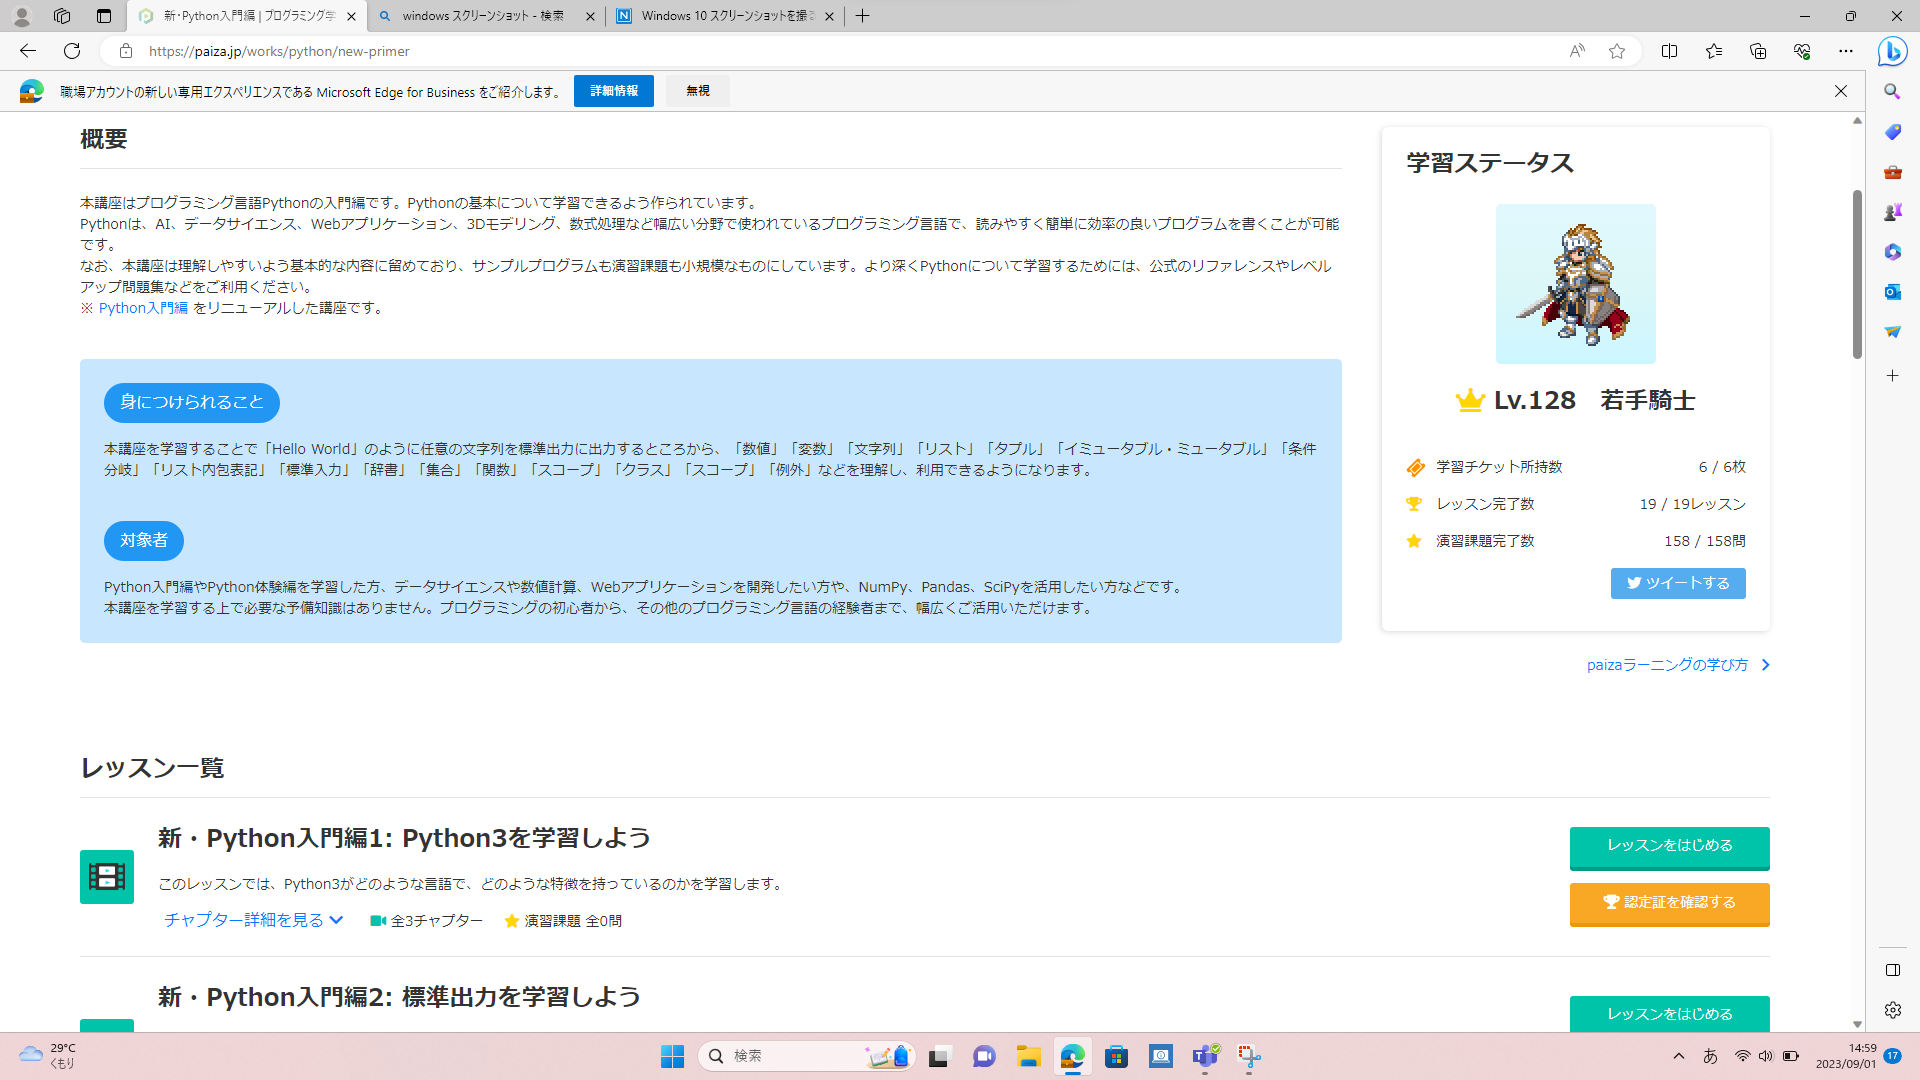 新・Python入門編 | プログラミング学
windows スクリーンショット - 検索
Windows 10 スクリーンショットを撮る
https://paiza.jp/works/python/new-primer
職場アカウントの新しい専用エクスペリエンスである Microsoft Edge for Business をご紹介します。
詳細情報
無視
概要
本講座はプログラミング言語Pythonの入門編です。Pythonの基本について学習できるよう作られています。
Pythonは、AI、データサイエンス、Webアプリケーション、3Dモデリング、数式処理など幅広い分野で使われているプログラミング言語で、読みやすく簡単に効率の良いプログラムを書くことが可能
です。
なお、本講座は理解しやすいよう基本的な内容に留めており、サンプルプログラムも演習課題も小規模なものにしています。より深くPythonについて学習するためには、公式のリファレンスやレベル
アップ問題集などをご利用ください。
※ Python入門編 をリニューアルした講座です。
身につけられること
本講座を学習することで「Hello World」のように任意の文字列を標準出力に出力するところから、「数値」「変数」「文字列」「リスト」「タプル」「イミュータブル・ミュータブル」「条件
分岐」「リスト内包表記」「標準入力」「辞書」「集合」「関数」「スコープ」「クラス」「スコープ」「例外」などを理解し、利用できるようになります。
対象者
Python入門編やPython体験編を学習した方、データサイエンスや数値計算、Webアプリケーションを開発したい方や、NumPy、Pandas、SciPyを活用したい方などです。
本講座を学習する上で必要な予備知識はありません。プログラミングの初心者から、その他のプログラミング言語の経験者まで、幅広くご活用いただけます。
学習ステータス
Lv.128 若手騎士
学習チケット所持数 6 / 6枚
レッスン完了数 19 / 19レッスン
演習課題完了数 158 / 158問
ツイートする
paizaラーニングの学び方
レッスン一覧
新・Python入門編1: Python3を学習しよう
このレッスンでは、Python3がどのような言語で、どのような特徴を持っているのかを学習します。
チャプター詳細を見る 全3チャプター 演習課題 全0問
レッスンをはじめる
認定証を確認する
新・Python入門編2: 標準出力を学習しよう
レッスンをはじめる
29°C
くもり
検索
あ
14:59
2023/09/01
17